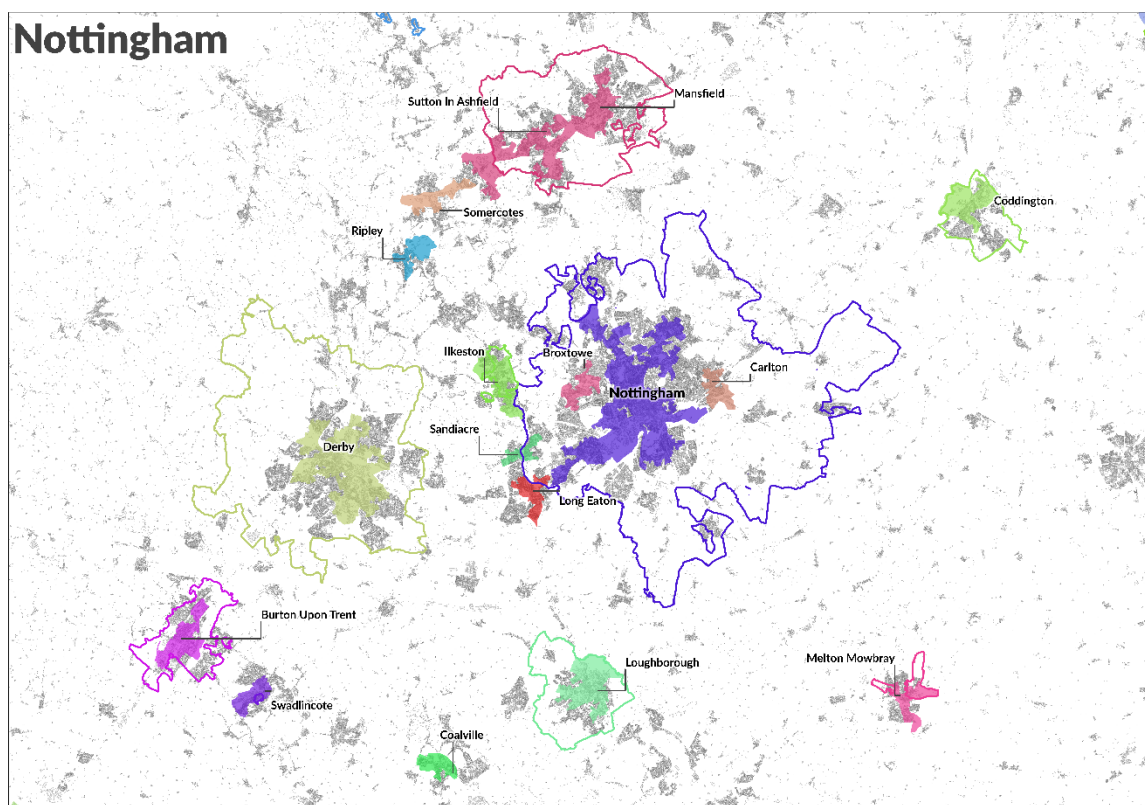 Nottingham
Mansfield
Sutton In Ashfield
Coddington
Somercotes
Ripley
Ilkeston
Broxtowe
Carlton
Nottingham
Sandiacre
Derby
Long Eaton
Burton Upon Trent
Loughborough
Melton Mowbray
Swadlincote
Coalville